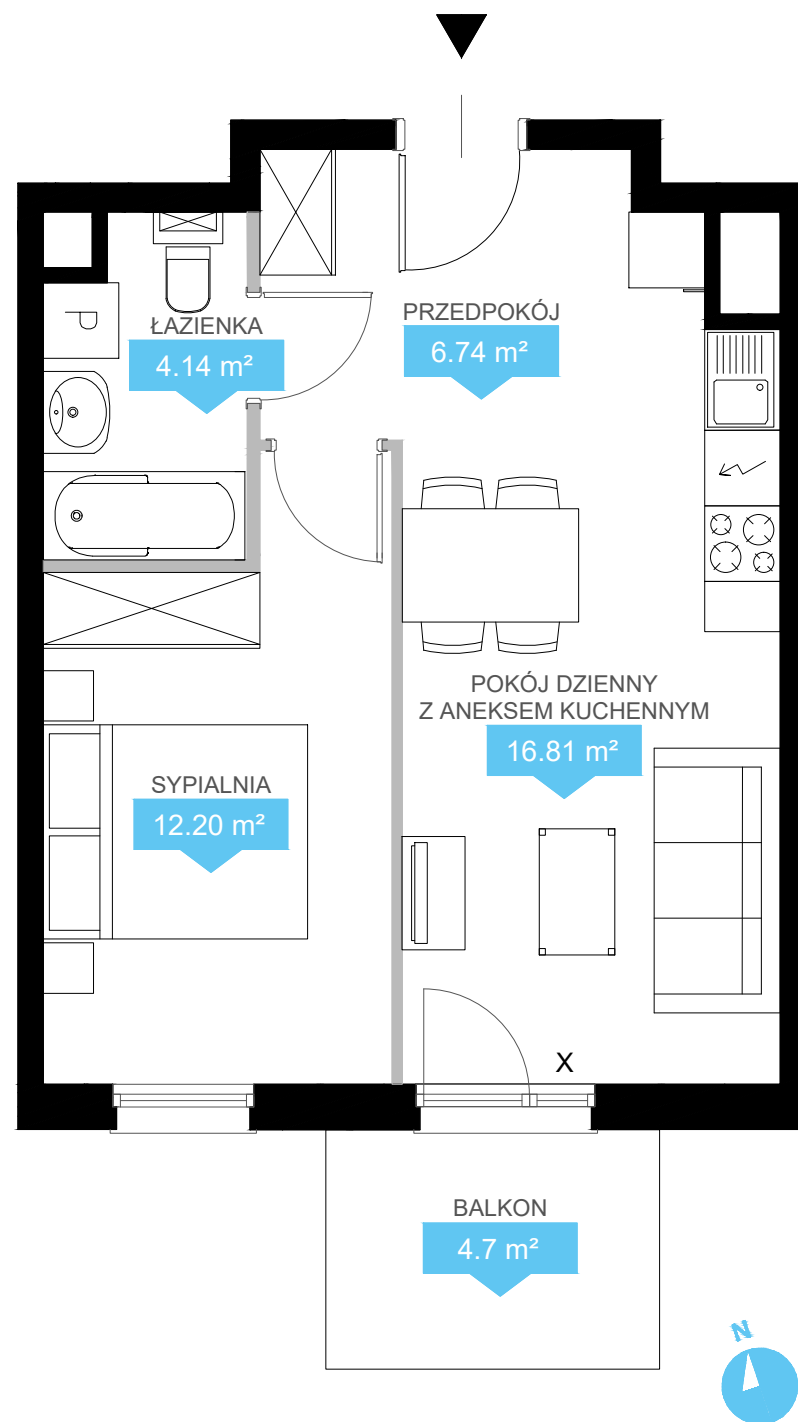 PRZEDPOKÓJ
6.74 m²
ŁAZIENKA
4.14 m²
P
POKÓJ DZIENNY
Z ANEKSEM KUCHENNYM
16.81 m²
SYPIALNIA
12.20 m²
X
BALKON
4.7 m²
N